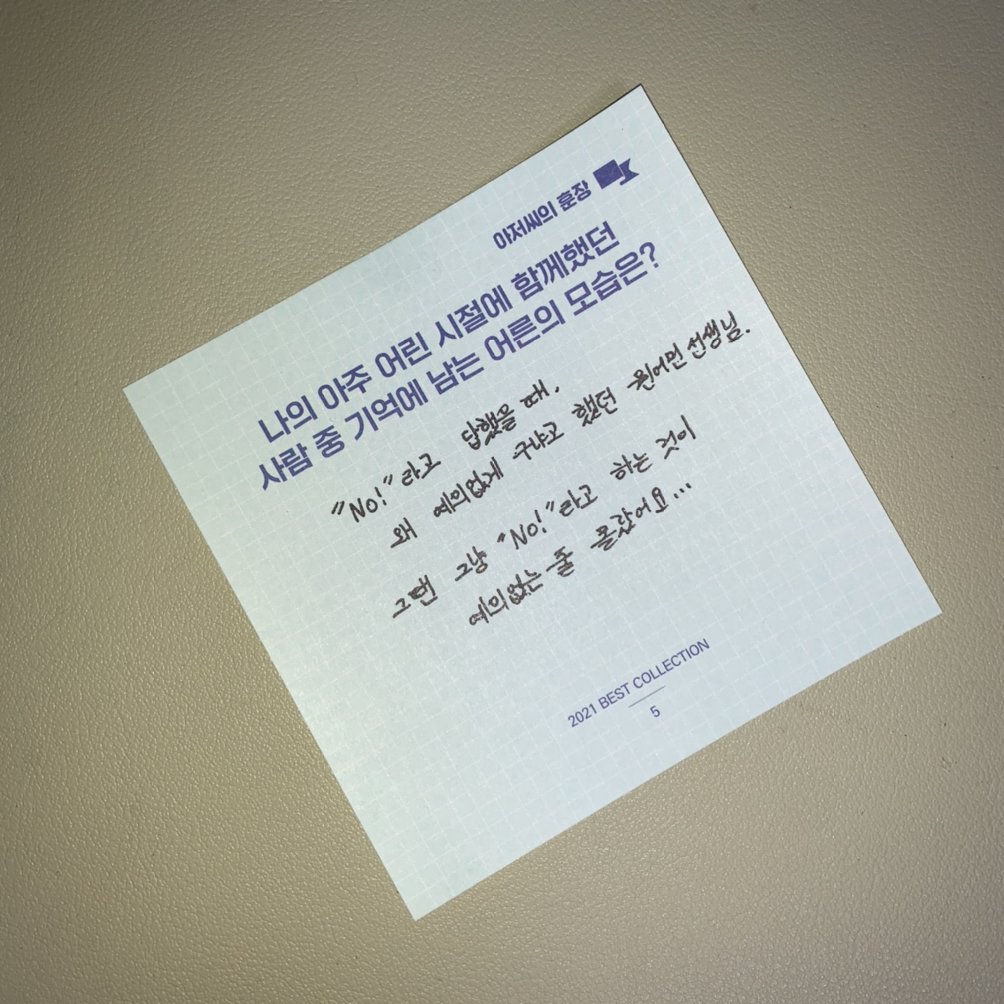 아저씨의 훈장
나의 아주 어린 시절에 함께했던
사람 중 기억에 남는 어른의 모습은?
"No!" 라고 답했을 때,
왜 예의없게 구냐고 했던 원어민 선생님.
그땐 그냥 "No!" 라고 하는 것이
예의없는 줄 몰랐어요...
2021 BEST COLLECTION
5